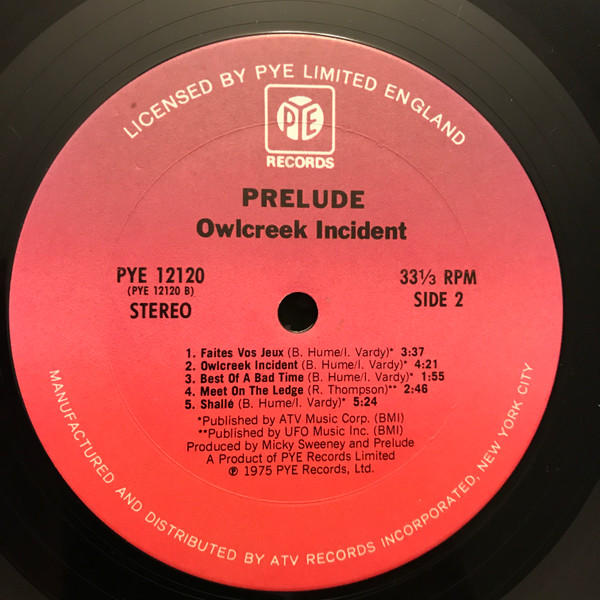 LICENSED BY PYE LIMITED ENGLAND
PYE
RECORDS
PRELUDE
Owlcreek Incident
PYE 12120
(PYE 12120 B)
STEREO
33⅓ RPM
SIDE 2
1. Faites Vos Jeux (B. Hume/I. Vardy)* 3:37
2. Owlcreek Incident (B. Hume/I. Vardy)* 4:21
3. Best Of A Bad Time (B. Hume/I. Vardy)* 1:55
4. Meet On The Ledge (R. Thompson)** 2:46
5. Shallé (B. Hume/I. Vardy)* 5:24
*Published by ATV Music Corp. (BMI)
**Published by UFO Music Inc. (BMI)
Produced by Micky Sweeney and Prelude
A Product of PYE Records Limited
℗ 1975 PYE Records, Ltd.
MANUFACTURED AND DISTRIBUTED BY ATV RECORDS INCORPORATED, NEW YORK CITY